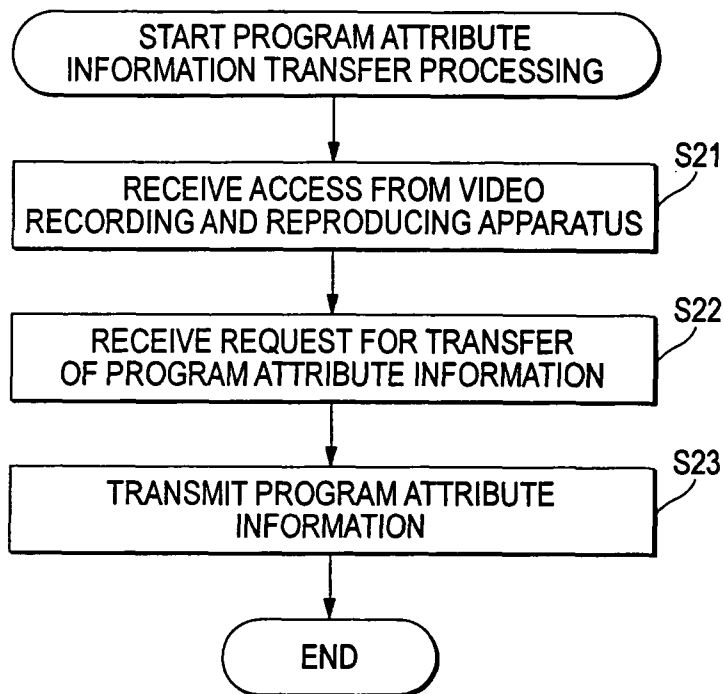 START PROGRAM ATTRIBUTE
INFORMATION TRANSFER PROCESSING
S21
RECEIVE ACCESS FROM VIDEO
RECORDING AND REPRODUCING APPARATUS
S22
RECEIVE REQUEST FOR TRANSFER
OF PROGRAM ATTRIBUTE INFORMATION
S23
TRANSMIT PROGRAM ATTRIBUTE
INFORMATION
END